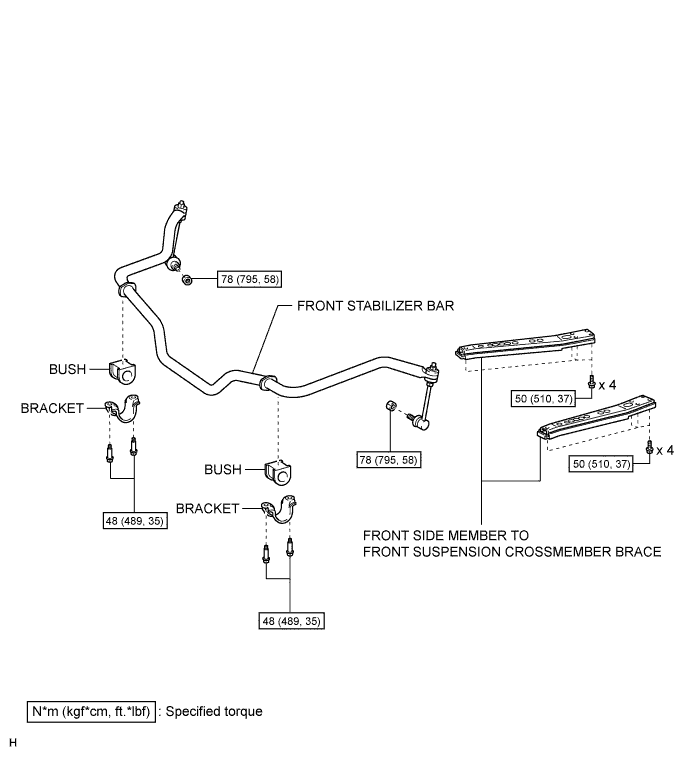 78 (795, 58)
FRONT STABILIZER BAR
BUSH
BRACKET
50 (510, 37)
x 4
78 (795, 58)
BUSH
50 (510, 37)
x 4
BRACKET
48 (489, 35)
FRONT SIDE MEMBER TO
FRONT SUSPENSION CROSSMEMBER BRACE
48 (489, 35)
N*m (kgf*cm, ft.*lbf) : Specified torque
H